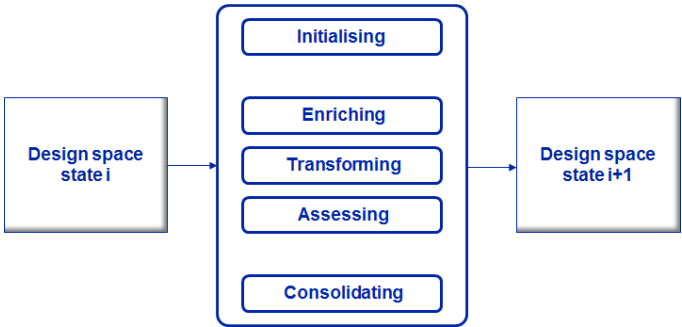 Initialising
Enriching
Design space
state i
Transforming
Design space
state i+1
Assessing
Consolidating